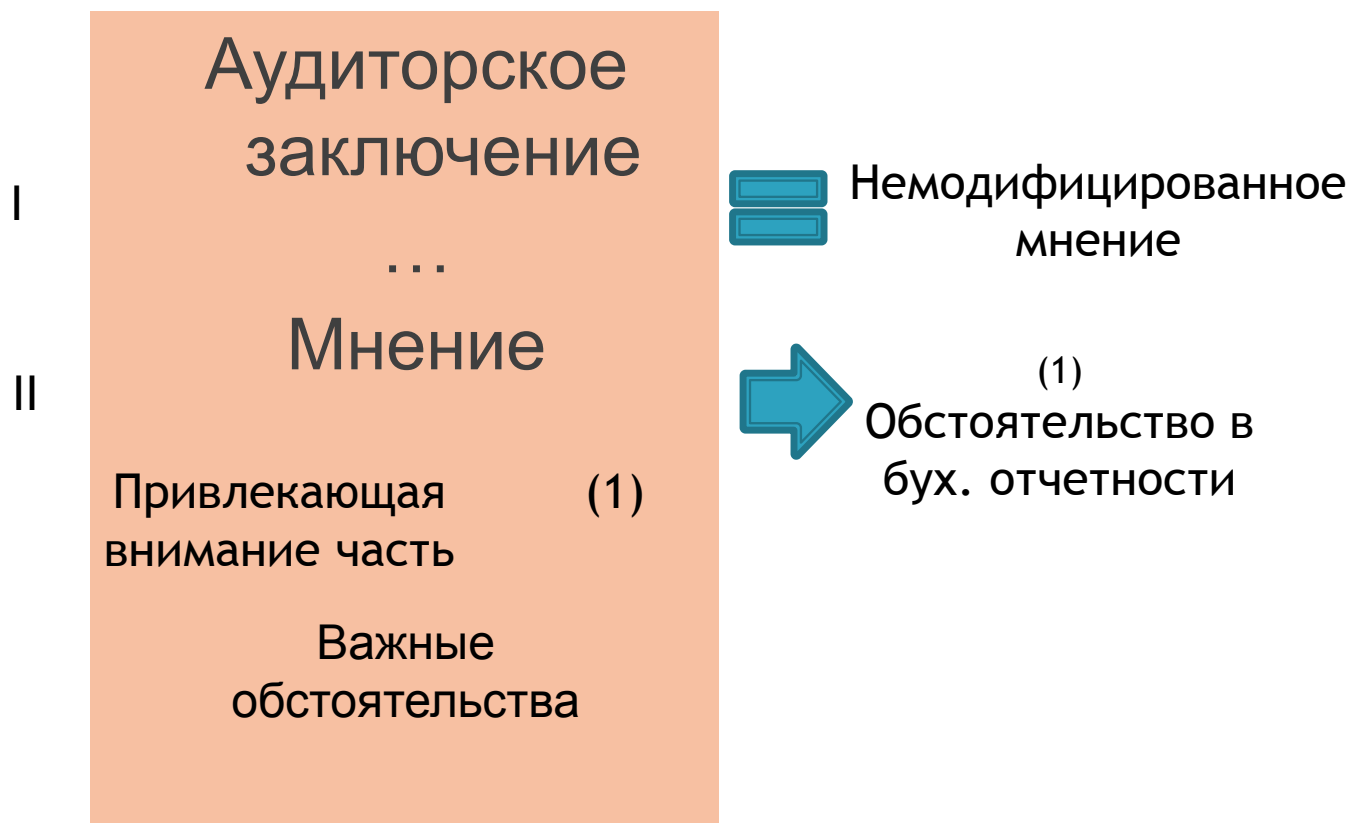 Аудиторское
заключение
I
Немодифицированное
мнение
…
Мнение
II
(1)
Обстоятельство в
бух. отчетности
Привлекающая (1)
внимание часть
Важные
обстоятельства